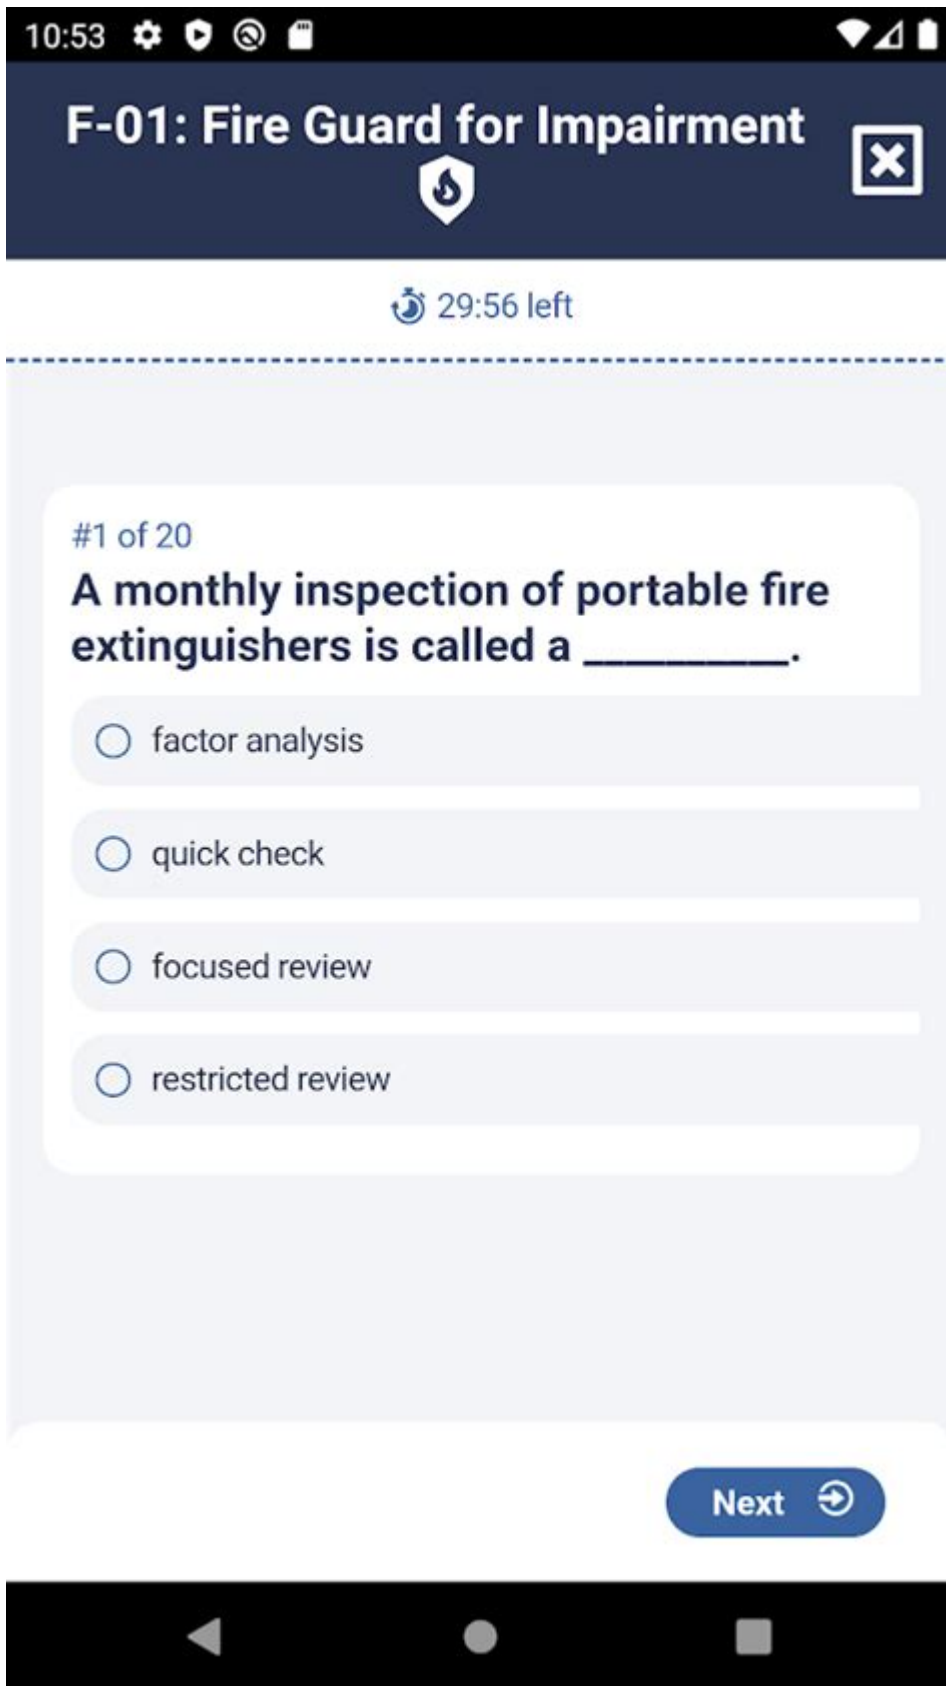 10:53
F-01: Fire Guard for Impairment
29:56 left
#1 of 20
A monthly inspection of portable fire
extinguishers is called a __________.
factor analysis
quick check
focused review
restricted review
Next